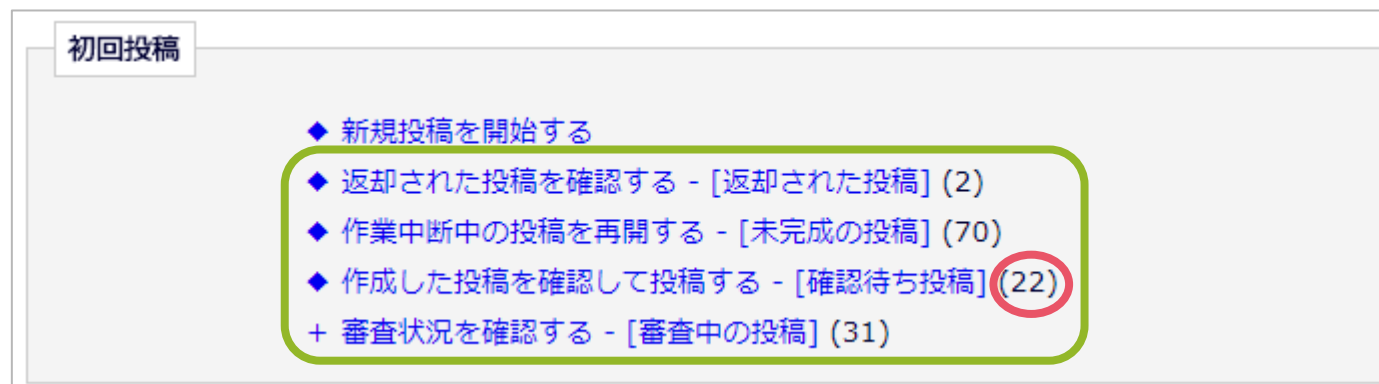 初回投稿
◆ 新規投稿を開始する
◆ 返却された投稿を確認する - [返却された投稿] (2)
◆ 作業中断中の投稿を再開する - [未完成の投稿] (70)
◆ 作成した投稿を確認して投稿する - [確認待ち投稿] (22)
+ 審査状況を確認する - [審査中の投稿] (31)